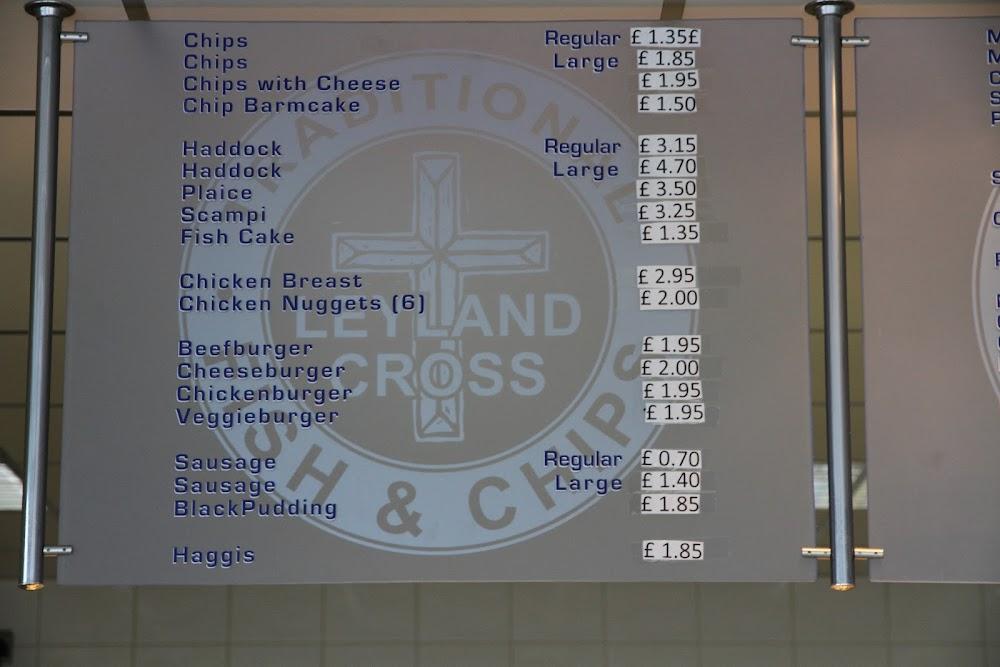 Chips Regular £ 1.35£
Chips Large £ 1.85
Chips with Cheese £ 1.95
Chip Barmcake £ 1.50
Haddock Regular £ 3.15
Haddock Large £ 4.70
Plaice £ 3.50
Scampi £ 3.25
Fish Cake £ 1.35
Chicken Breast £ 2.95
Chicken Nuggets (6) £ 2.00
Beefburger £ 1.95
Cheeseburger £ 2.00
Chickenburger £ 1.95
Veggieburger £ 1.95
Sausage Regular £ 0.70
Sausage Large £ 1.40
BlackPudding £ 1.85
Haggis £ 1.85
TRADITIONAL
LEYLAND
CROSS
FISH & CHIPS